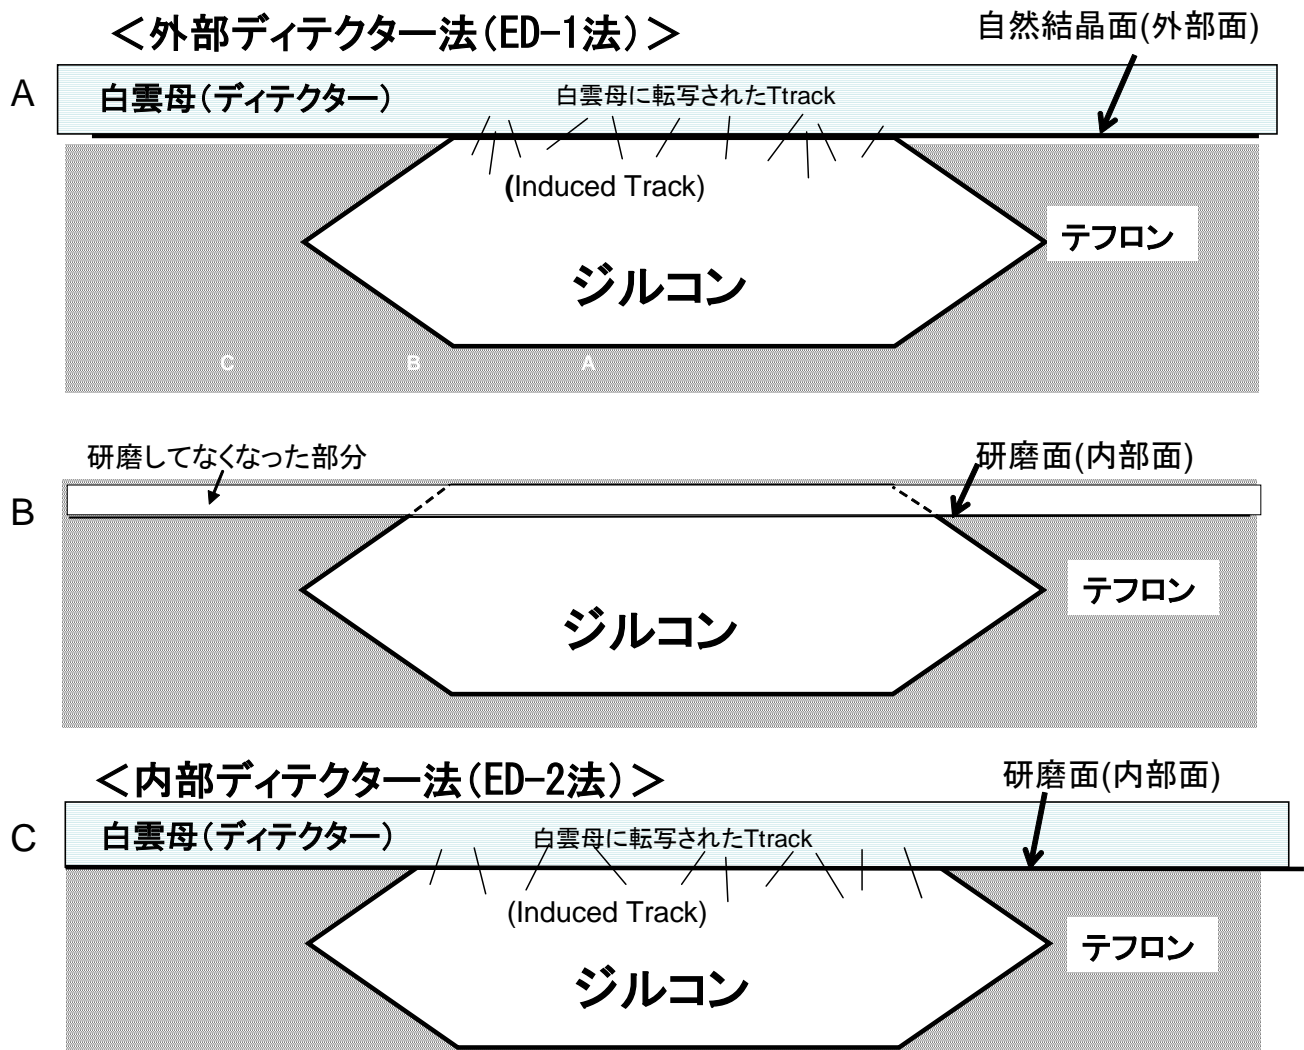 ＜外部ディテクター法(ED-1法)＞
自然結晶面(外部面)
A
白雲母(ディテクター)
白雲母に転写されたTtrack
(Induced Track)
テフロン
ジルコン
C
B
A
研磨してなくなった部分
研磨面(内部面)
B
テフロン
ジルコン
＜内部ディテクター法(ED-2法)＞
研磨面(内部面)
C
白雲母(ディテクター)
白雲母に転写されたTtrack
(Induced Track)
テフロン
ジルコン